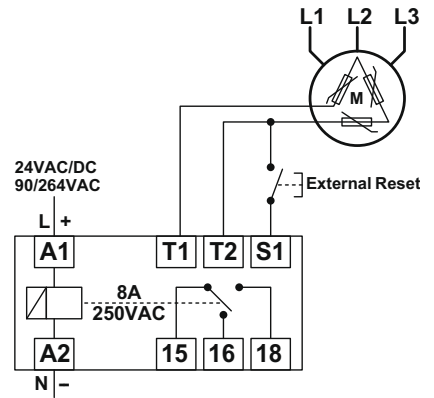 L1 L2 L3
M
24VAC/DC
90/264VAC
External Reset
L +
A1 T1 T2 S1
8A
250VAC
A2 15 16 18
N –